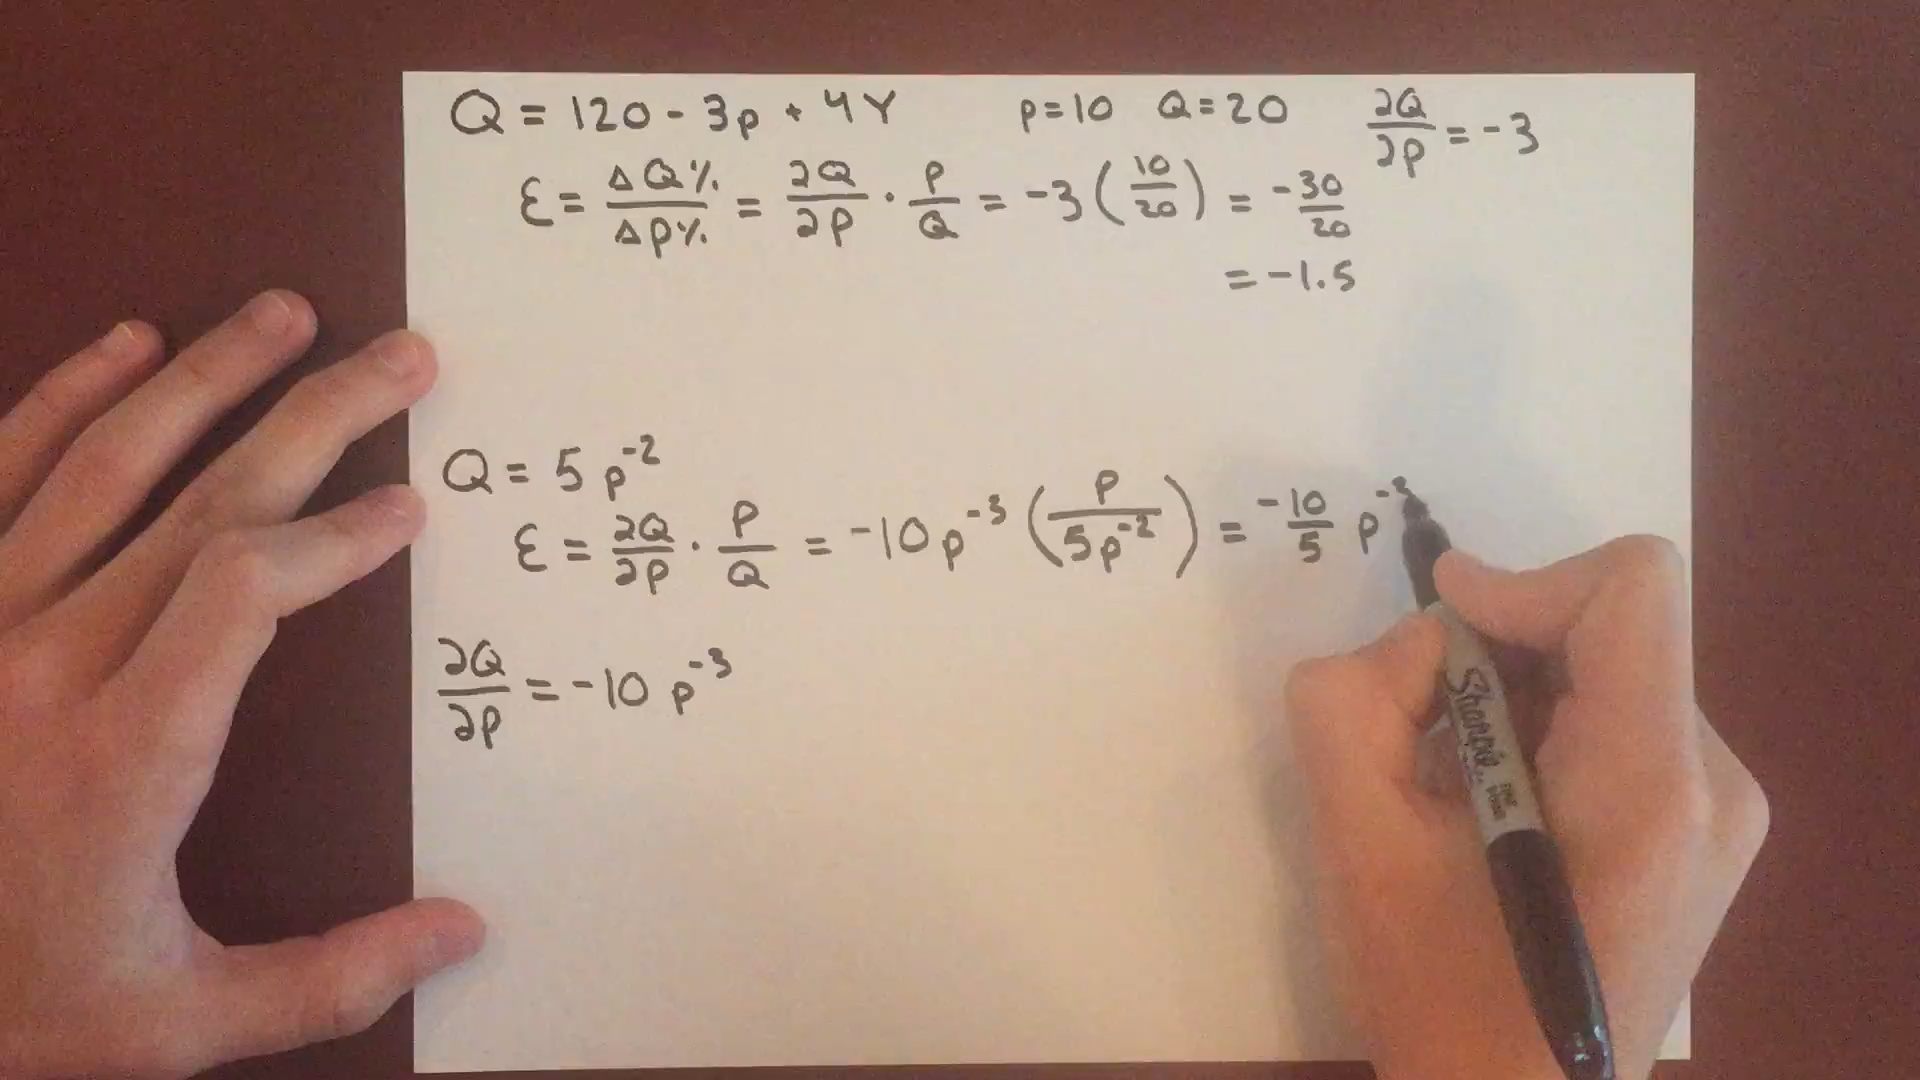 Q = 120 - 3p + 4Y p=10 Q=20 ∂Q/∂p = -3
ε = ΔQ%/Δp% = ∂Q/∂p · p/Q = -3 (10/20) = -30/20
= -1.5
Q = 5 p^-2
ε = ∂Q/∂p · p/Q = -10 p^-3 (p/5p^-2) = -10/5 p^-3
∂Q/∂p = -10 p^-3
Sharpie